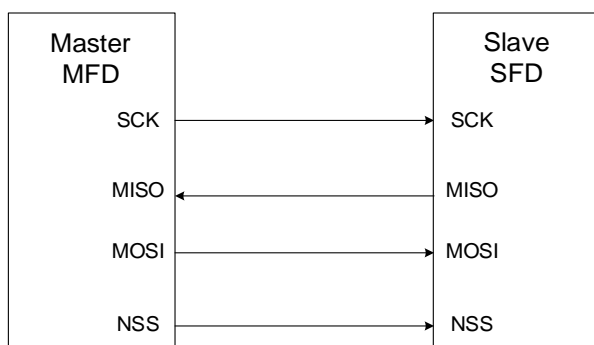 Master
MFD
Slave
SFD
SCK
SCK
MISO
MISO
MOSI
MOSI
NSS
NSS